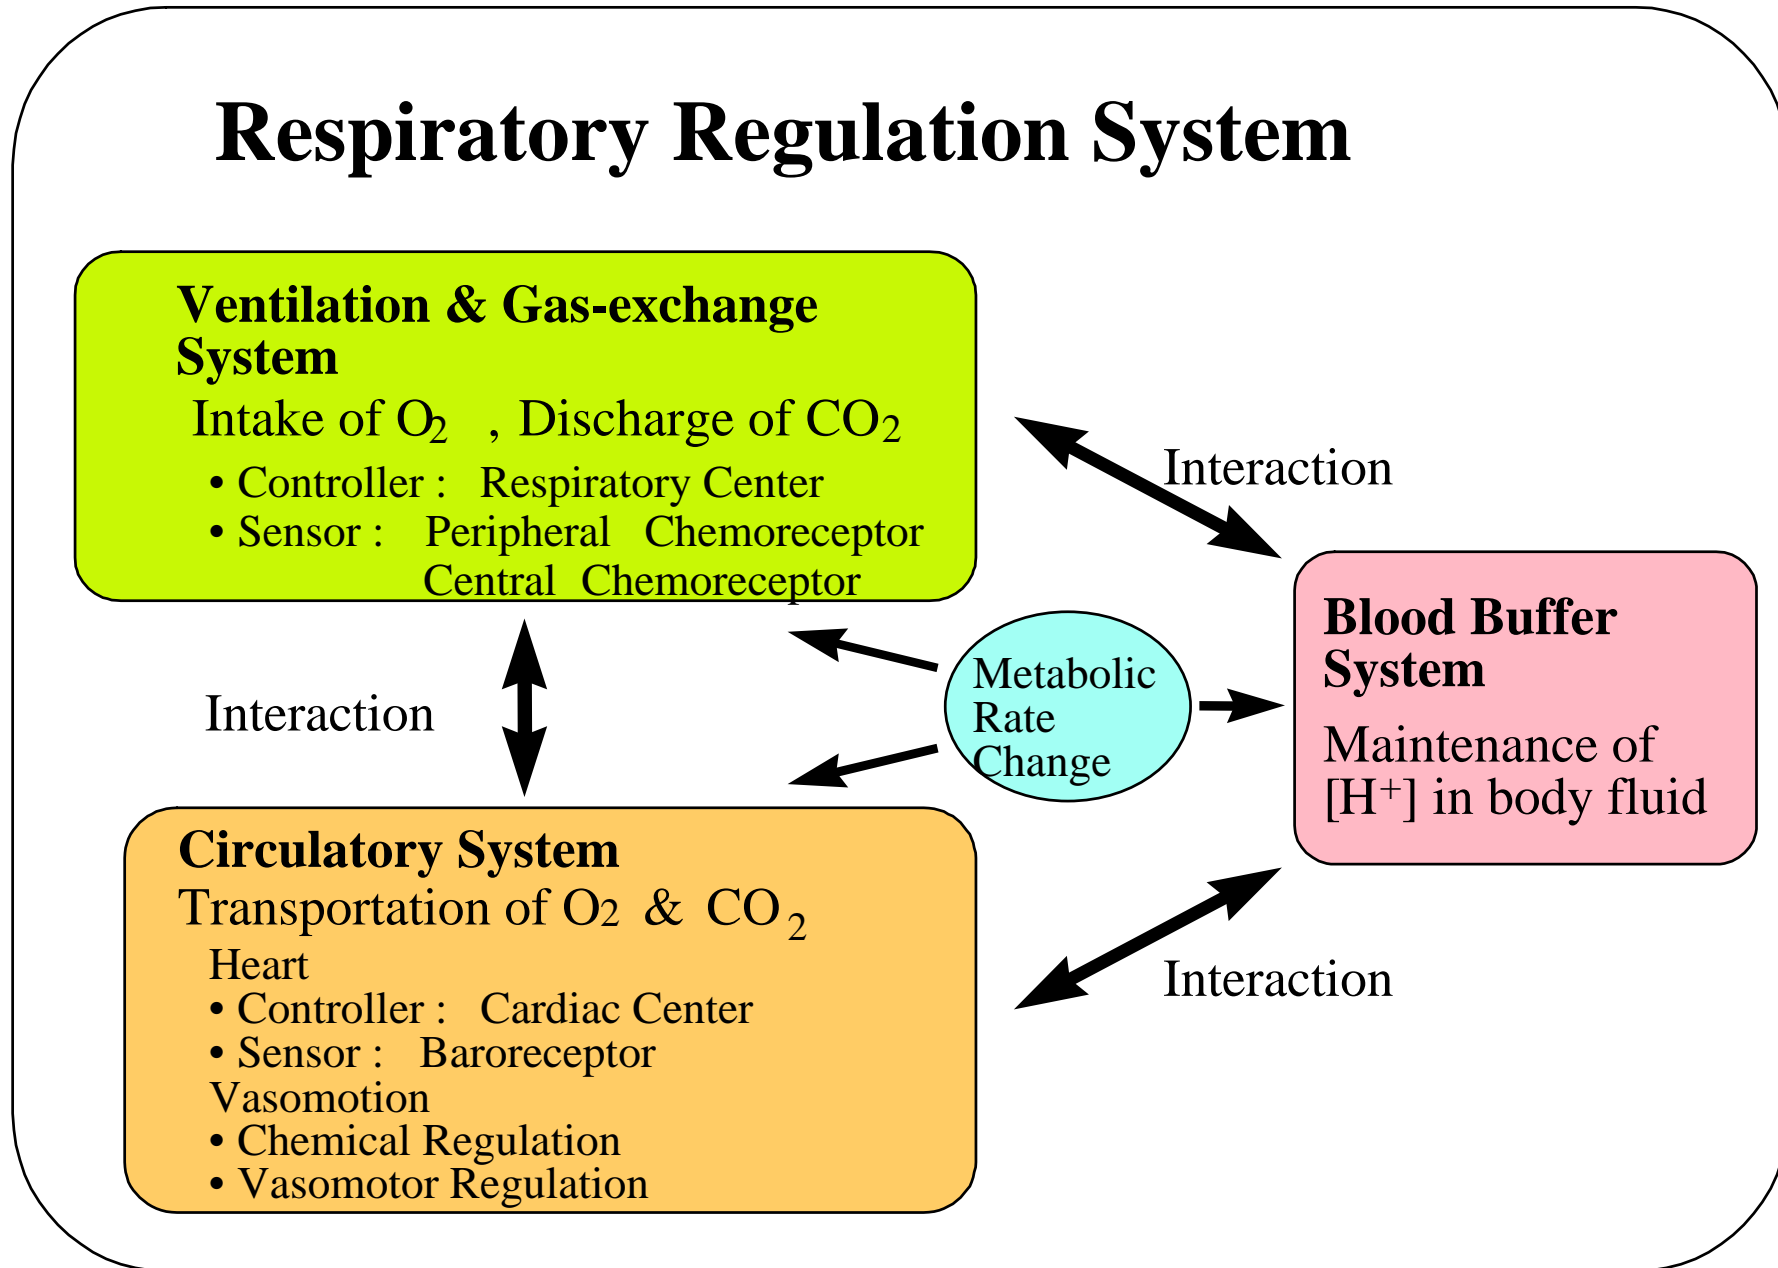 Respiratory Regulation System
Ventilation & Gas-exchange
System
Intake of O2 , Discharge of CO2
• Controller : Respiratory Center
• Sensor : Peripheral Chemoreceptor
Central Chemoreceptor
Interaction
Interaction
Metabolic
Rate
Change
Blood Buffer
System
Maintenance of
[H⁺] in body fluid
Circulatory System
Transportation of O2 & CO2
Heart
• Controller : Cardiac Center
• Sensor : Baroreceptor
Vasomotion
• Chemical Regulation
• Vasomotor Regulation
Interaction